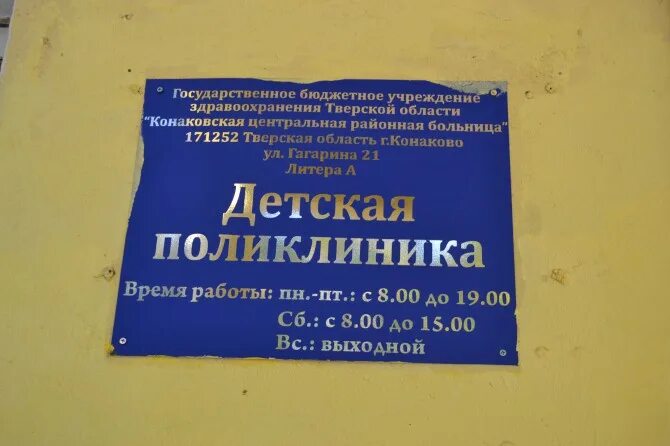 Государственное бюджетное учреждение
здравоохранения Тверской области
"Конаковская центральная районная больница"
171252 Тверская область г.Конаково
ул. Гагарина 21
Литера А
Детская
поликлиника
Время работы: пн.-пт.: с 8.00 до 19.00
Сб.: с 8.00 до 15.00
Вс.: выходной